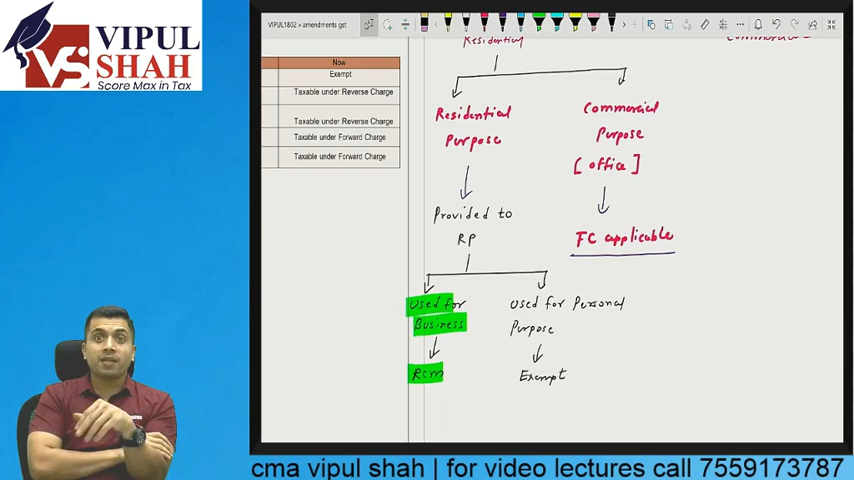 VIPUL
SHAH
VS
Score Max in Tax
VIPUL1802 + amendments gst
Now
Exempt
Taxable under Reverse Charge
Taxable under Reverse Charge
Taxable under Forward Charge
Taxable under Forward Charge
Residential
Residential
Purpose
Commercial
Purpose
[office]
Provided to
RP
FC applicable
Used for
Business
Used for Personal
Purpose
Rcm
Exempt
cma vipul shah | for video lectures call 7559173787